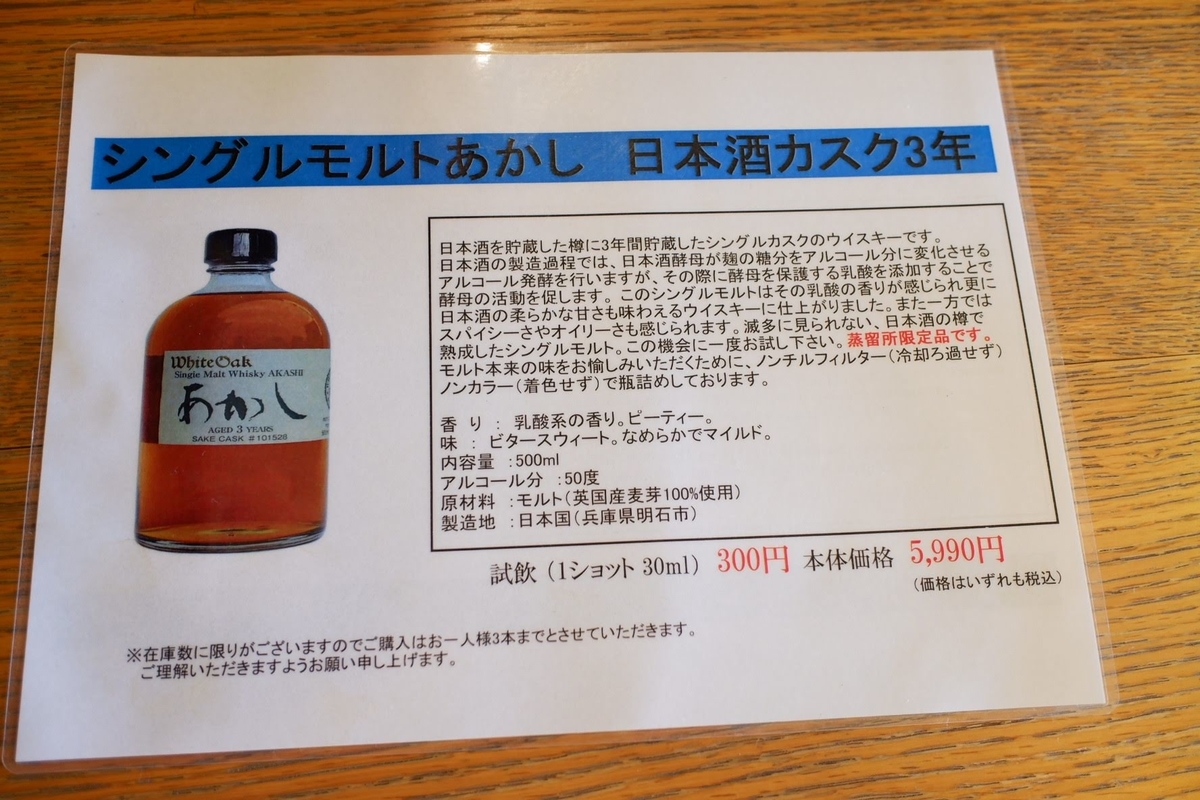 シングルモルトあかし 日本酒カスク3年
日本酒を貯蔵した樽に3年間貯蔵したシングルカスクのウイスキーです。
日本酒の製造過程では、日本酒酵母が麹の糖分をアルコール分に変化させる
アルコール発酵を行いますが、その際に酵母を保護する乳酸を添加することで
酵母の活動を促します。このシングルモルトはその乳酸の香りが感じられ更に
日本酒の柔らかな甘さも味わえるウイスキーに仕上がりました。また一方では
スパイシーさやオイリーさも感じられます。滅多に見られない、日本酒の樽で
熟成したシングルモルト。この機会に一度お試し下さい。蒸留所限定品です。
モルト本来の味をお愉しみいただくために、ノンチルフィルター(冷却ろ過せず)
ノンカラー(着色せず)で瓶詰めしております。
香り : 乳酸系の香り。ピーティー。
味 : ビタースウィート。なめらかでマイルド。
内容量 :500ml
アルコール分 :50度
原材料 :モルト(英国産麦芽100%使用)
製造地 :日本国(兵庫県明石市)
WhiteOak
Single Malt Whisky AKASHI
あかし
AGED 3 YEARS
SAKE CASK #101528
試飲(1ショット 30ml) 300円 本体価格 5,990円
(価格はいずれも税込)
※在庫数に限りがございますのでご購入はお一人様3本までとさせていただきます。
ご理解いただきますようお願い申し上げます。